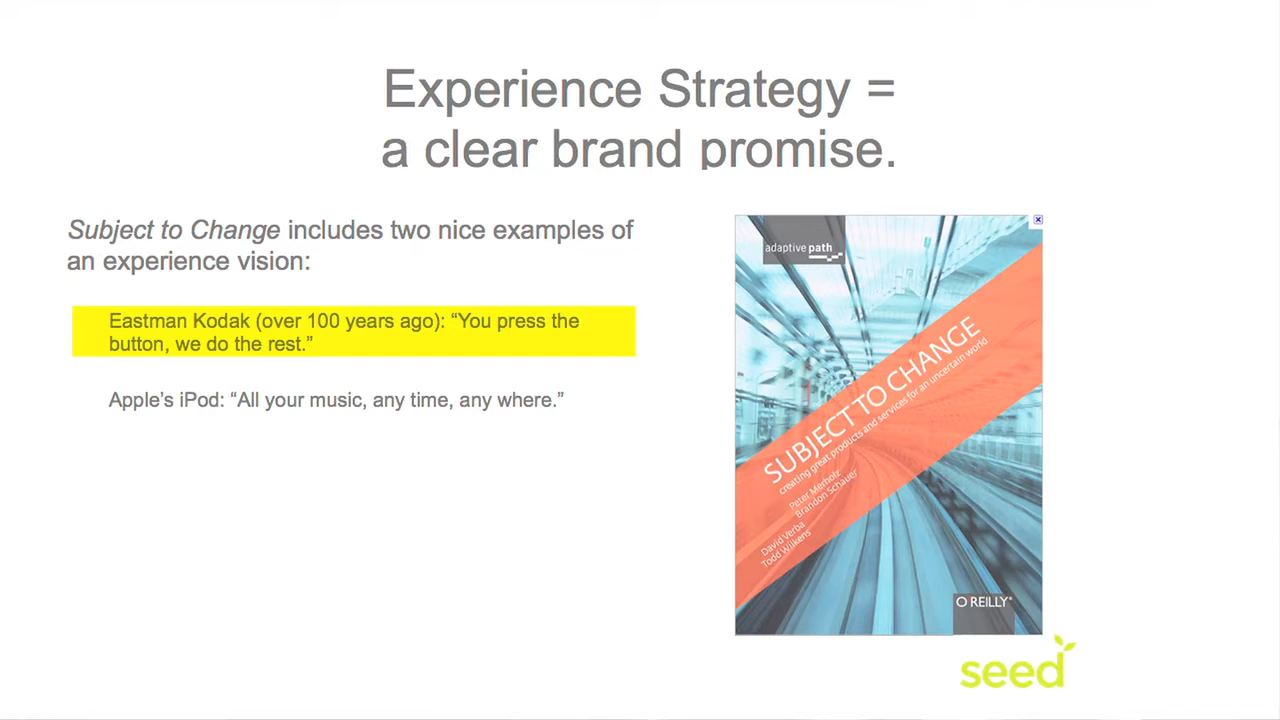 Experience Strategy =
a clear brand promise.
Subject to Change includes two nice examples of
an experience vision:
Eastman Kodak (over 100 years ago): “You press the
button, we do the rest.”
Apple’s iPod: “All your music, any time, any where.”
adaptive path
SUBJECT TO CHANGE
creating great products and services for an uncertain world
Peter Merholz
Brandon Schauer
David Verba
Todd Wilkens
O'REILLY®
seed